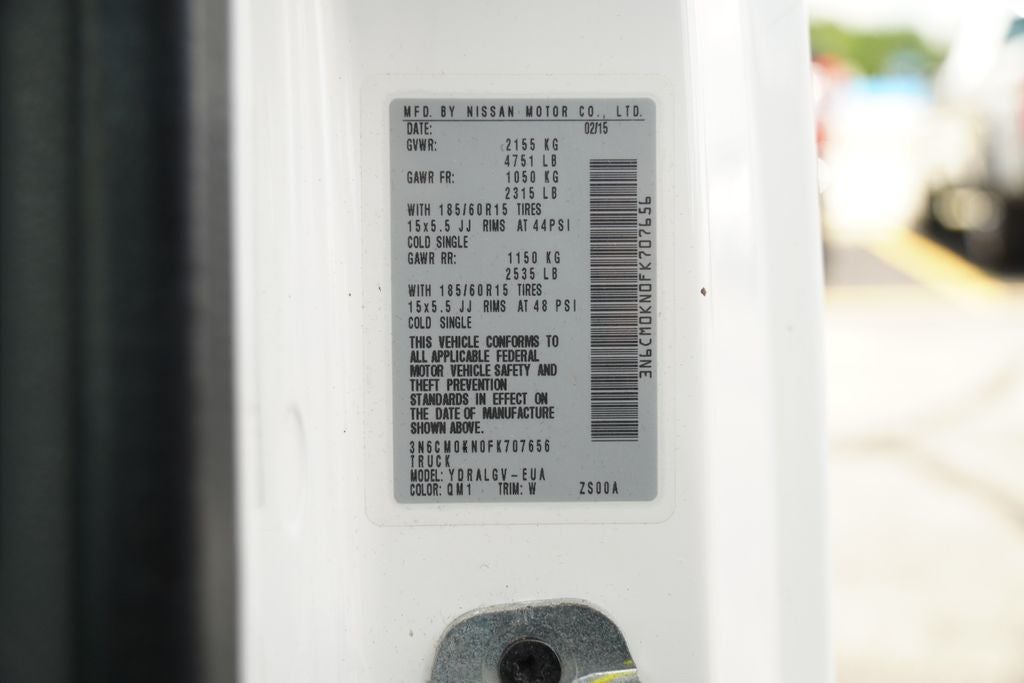 MFD. BY NISSAN MOTOR CO., LTD.
DATE: 02/15
GVWR: 2155 KG
4751 LB
GAWR FR: 1050 KG
2315 LB
WITH 185/60R15 TIRES
15x5.5 JJ RIMS AT 44PSI
COLD SINGLE
GAWR RR: 1150 KG
2535 LB
WITH 185/60R15 TIRES
15x5.5 JJ RIMS AT 48 PSI
COLD SINGLE
THIS VEHICLE CONFORMS TO
ALL APPLICABLE FEDERAL
MOTOR VEHICLE SAFETY AND
THEFT PREVENTION
STANDARDS IN EFFECT ON
THE DATE OF MANUFACTURE
SHOWN ABOVE.
3N6CM0KN0FK707656
TRUCK
MODEL: YDRALGV-EUA
COLOR: QM1 TRIM: W ZS00A
3N6CM0KN0FK707656